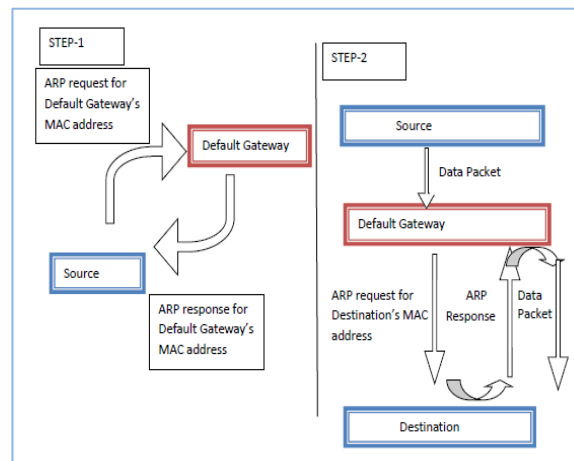 STEP-1
ARP request for
Default Gateway's
MAC address
Default Gateway
Source
ARP response for
Default Gateway's
MAC address
STEP-2
Source
Data Packet
Default Gateway
ARP request for
Destination's MAC
address
ARP
Response
Data
Packet
Destination